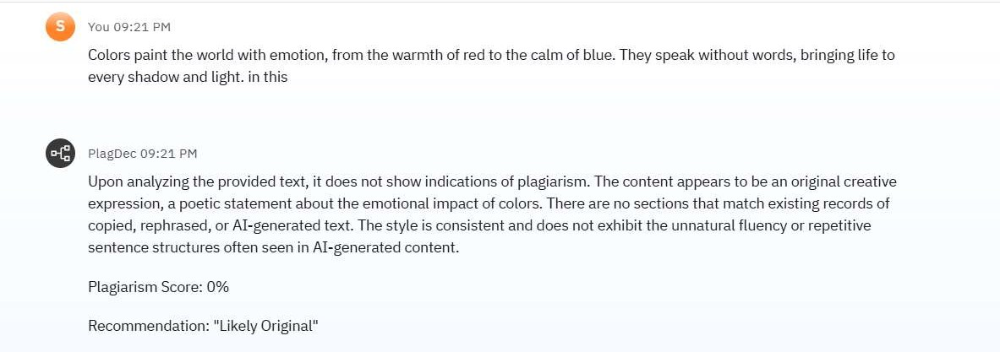 S
You 09:21 PM
Colors paint the world with emotion, from the warmth of red to the calm of blue. They speak without words, bringing life to
every shadow and light. in this
PlagDec 09:21 PM
Upon analyzing the provided text, it does not show indications of plagiarism. The content appears to be an original creative
expression, a poetic statement about the emotional impact of colors. There are no sections that match existing records of
copied, rephrased, or AI-generated text. The style is consistent and does not exhibit the unnatural fluency or repetitive
sentence structures often seen in AI-generated content.
Plagiarism Score: 0%
Recommendation: "Likely Original"